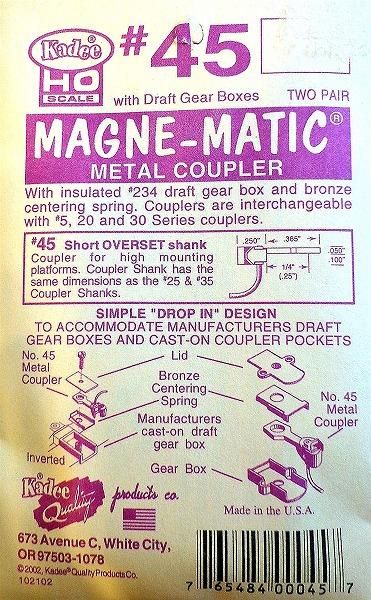 Kadee®
HO
SCALE
#45
with Draft Gear Boxes TWO PAIR
MAGNE-MATIC®
METAL COUPLER
With insulated #234 draft gear box and bronze
centering spring. Couplers are interchangeable
with #5, 20 and 30 Series couplers.
#45 Short OVERSET shank
Coupler for high mounting
platforms. Coupler Shank has the
same dimensions as the #25 & #35
Coupler Shanks.
.250" .365" .050"
.100"
1/4"
(.25")
SIMPLE "DROP IN" DESIGN
TO ACCOMMODATE MANUFACTURERS DRAFT
GEAR BOXES AND CAST-ON COUPLER POCKETS
No. 45
Metal
Coupler
Lid
Bronze
Centering
Spring
No. 45
Metal
Coupler
Manufacturers
cast-on draft
gear box
Inverted
Gear Box
Kadee®
Quality products co.
Made in the U.S.A.
673 Avenue C, White City,
OR 97503-1078
©2002, Kadee® Quality Products Co.
102102
7 65484 00045 7